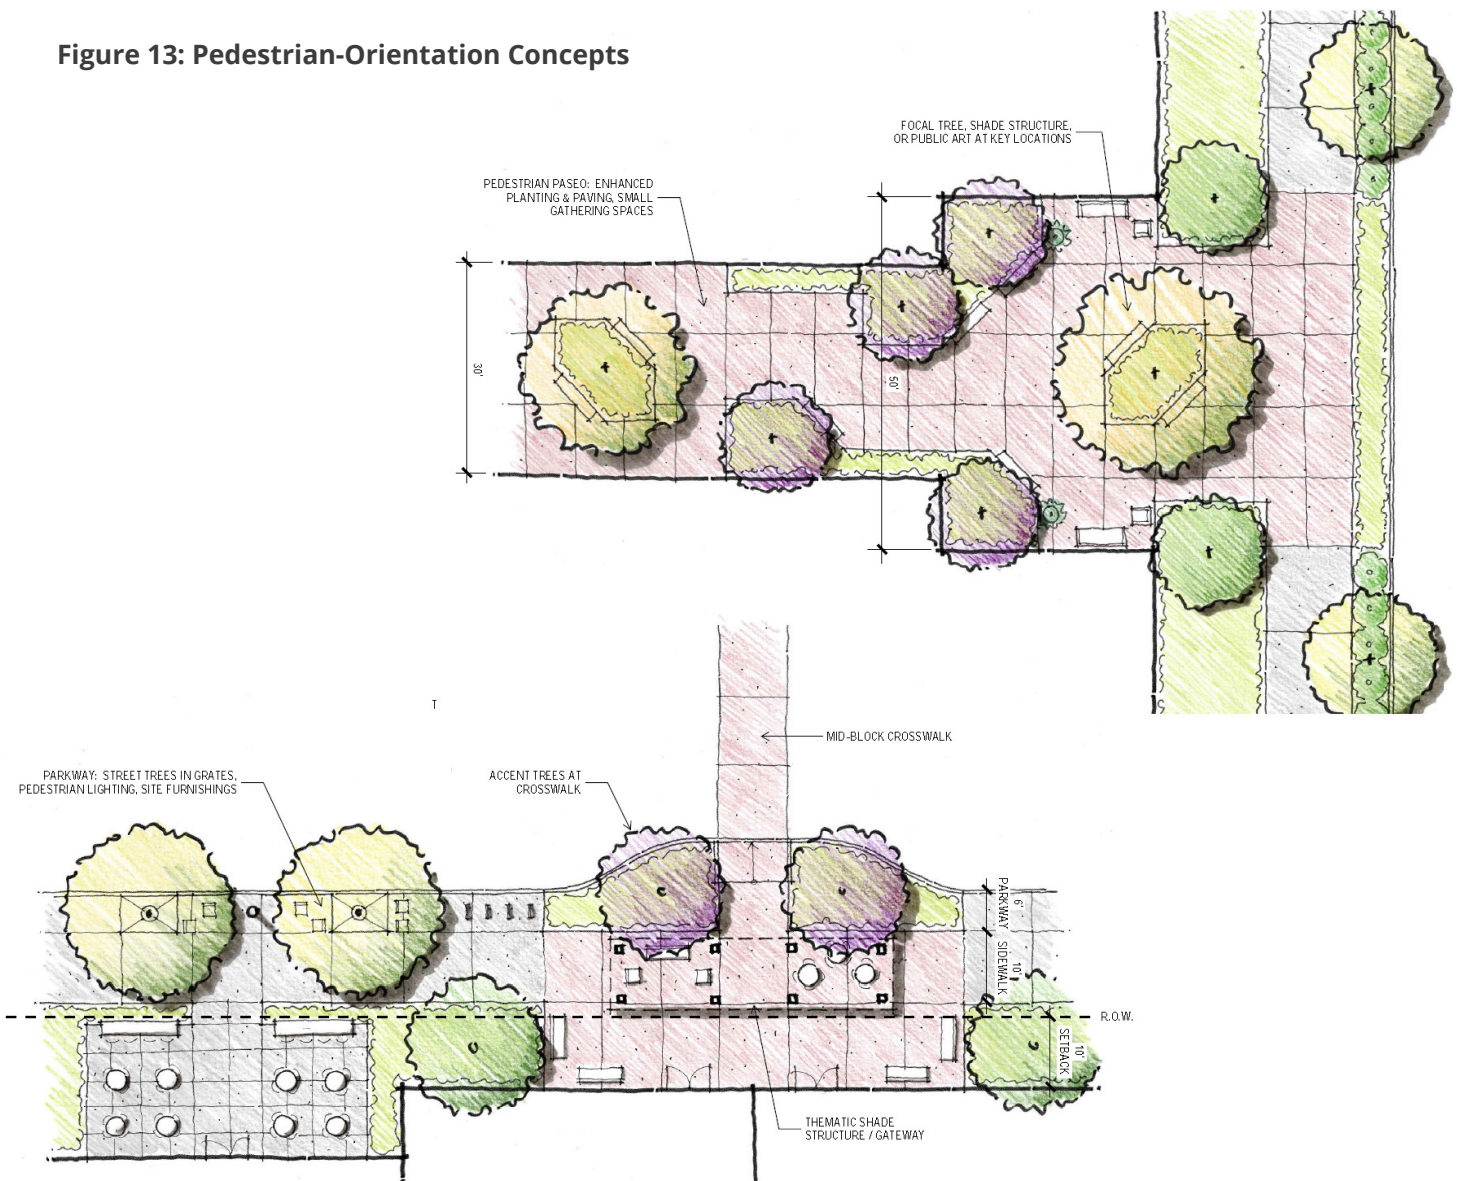 Figure 13: Pedestrian-Orientation Concepts
FOCAL TREE, SHADE STRUCTURE,
OR PUBLIC ART AT KEY LOCATIONS
PEDESTRIAN PASEO: ENHANCED
PLANTING & PAVING, SMALL
GATHERING SPACES
30'
50'
T
MID-BLOCK CROSSWALK
PARKWAY: STREET TREES IN GRATES,
PEDESTRIAN LIGHTING, SITE FURNISHINGS
ACCENT TREES AT
CROSSWALK
6'
PARKWAY
10'
SIDEWALK
R.O.W.
10'
SETBACK
THEMATIC SHADE
STRUCTURE / GATEWAY